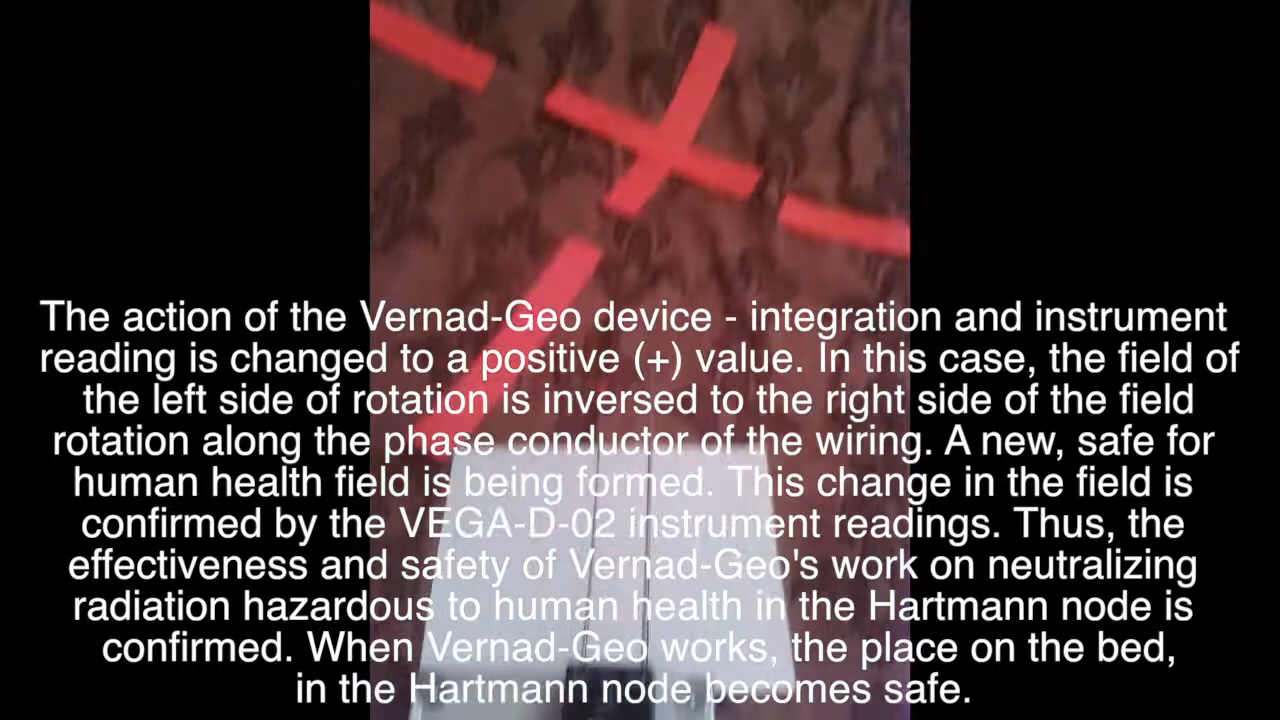 The action of the Vernad-Geo device - integration and instrument
reading is changed to a positive (+) value. In this case, the field of
the left side of rotation is inversed to the right side of the field
rotation along the phase conductor of the wiring. A new, safe for
human health field is being formed. This change in the field is
confirmed by the VEGA-D-02 instrument readings. Thus, the
effectiveness and safety of Vernad-Geo's work on neutralizing
radiation hazardous to human health in the Hartmann node is
confirmed. When Vernad-Geo works, the place on the bed,
in the Hartmann node becomes safe.